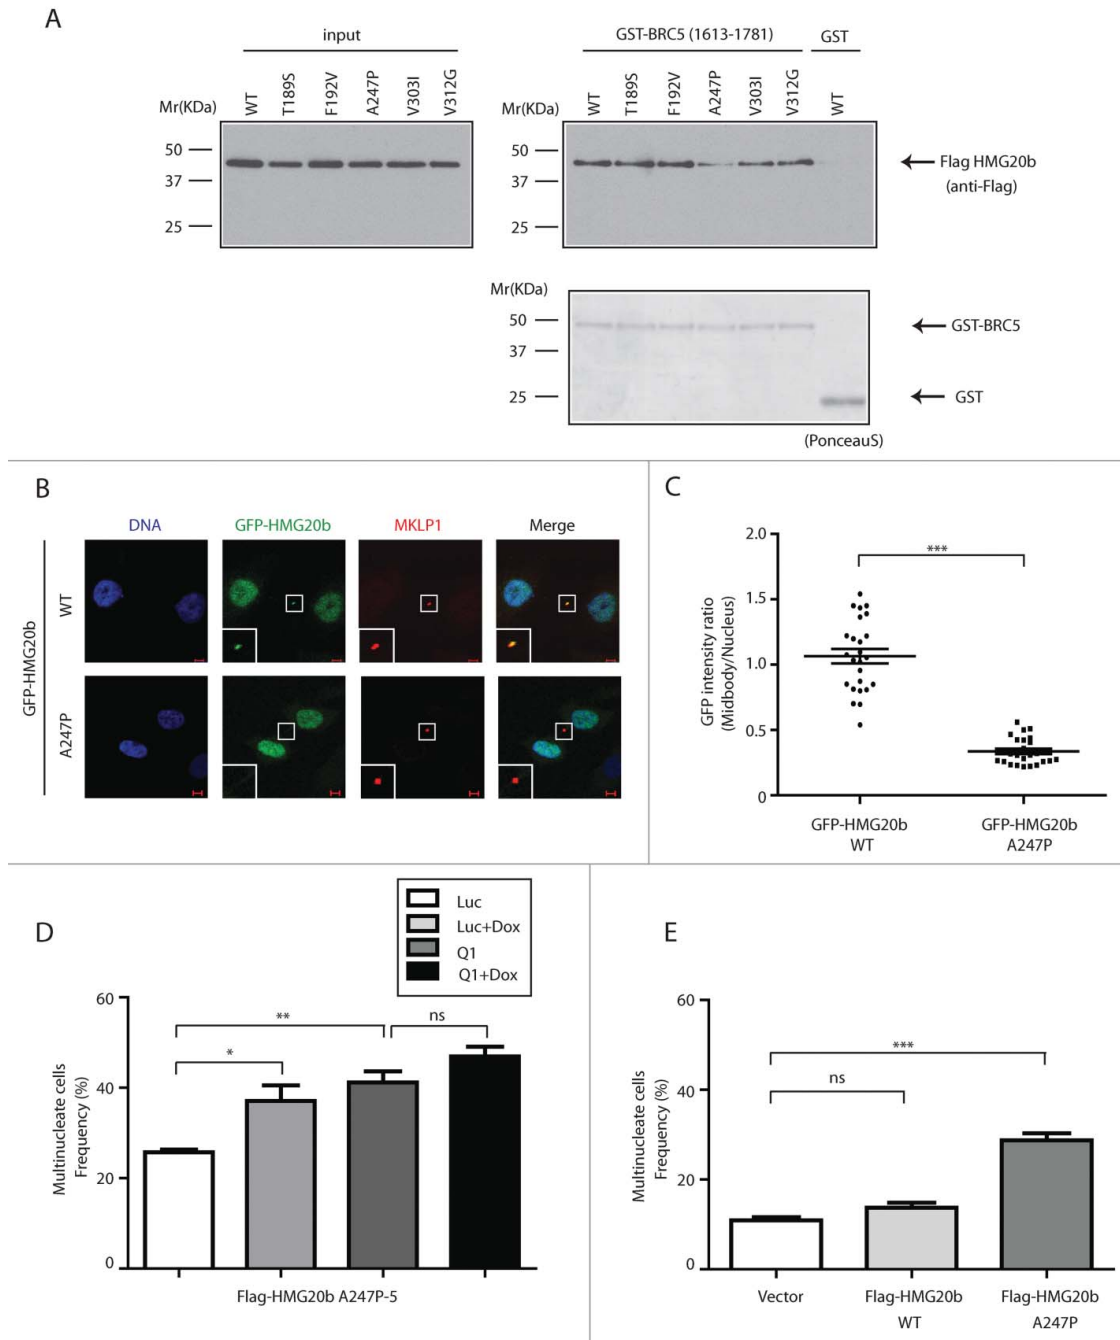 A
input
GST-BRC5 (1613-1781)
GST
Mr(KDa)
WT
T189S
F192V
A247P
V303I
V312G
Mr(KDa)
WT
T189S
F192V
A247P
V303I
V312G
WT
50
37
25
50
37
25
Flag HMG20b
(anti-Flag)
Mr(KDa)
50
37
25
GST-BRC5
GST
(PonceauS)
B
DNA
GFP-HMG20b
MKLP1
Merge
GFP-HMG20b
WT
A247P
C
GFP intensity ratio
(Midbody/Nucleus)
2.0
1.5
1.0
0.5
0
***
GFP-HMG20b
WT
GFP-HMG20b
A247P
Luc
Luc+Dox
Q1
Q1+Dox
D
Multinucleate cells
Frequency (%)
60
40
20
0
*
**
ns
Flag-HMG20b A247P-5
E
Multinucleate cells
Frequency (%)
60
40
20
0
***
ns
Vector
Flag-HMG20b
WT
Flag-HMG20b
A247P